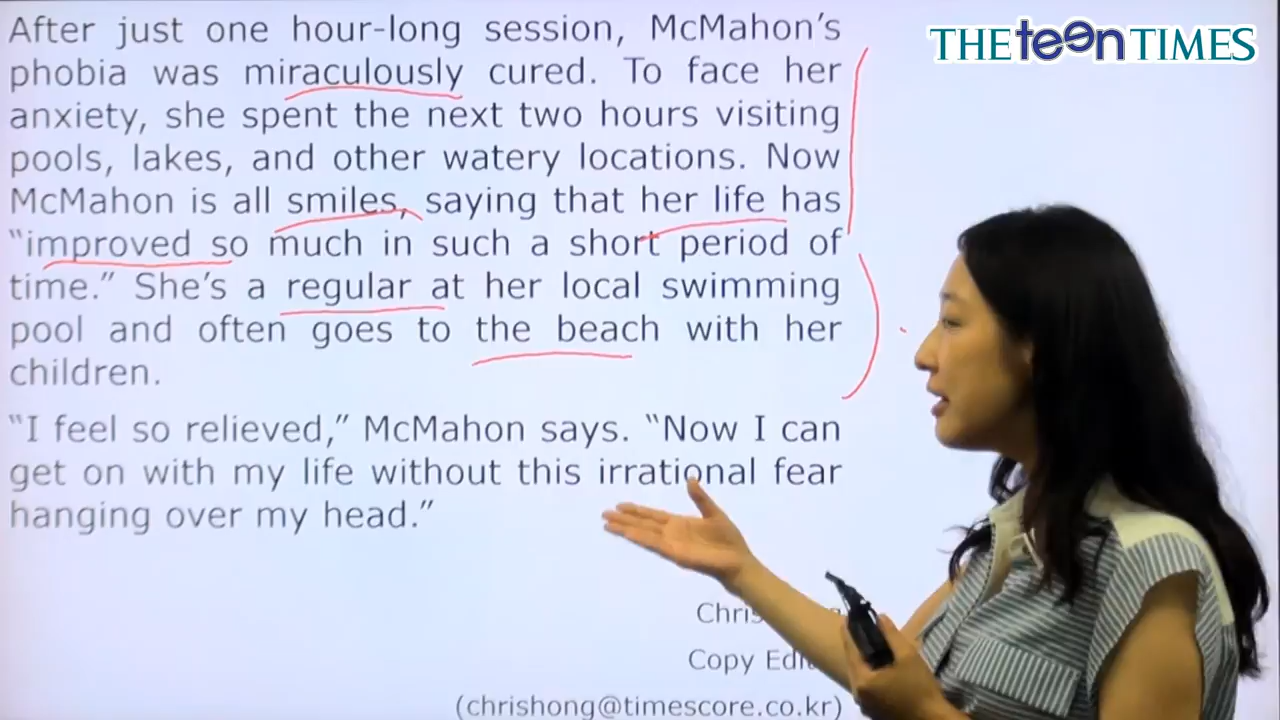 THE teen TIMES
After just one hour-long session, McMahon's
phobia was miraculously cured. To face her
anxiety, she spent the next two hours visiting
pools, lakes, and other watery locations. Now
McMahon is all smiles, saying that her life has
“improved so much in such a short period of
time.” She's a regular at her local swimming
pool and often goes to the beach with her
children.
“I feel so relieved,” McMahon says. “Now I can
get on with my life without this irrational fear
hanging over my head.”
Copy
(chrishong@timescore.co.kr)